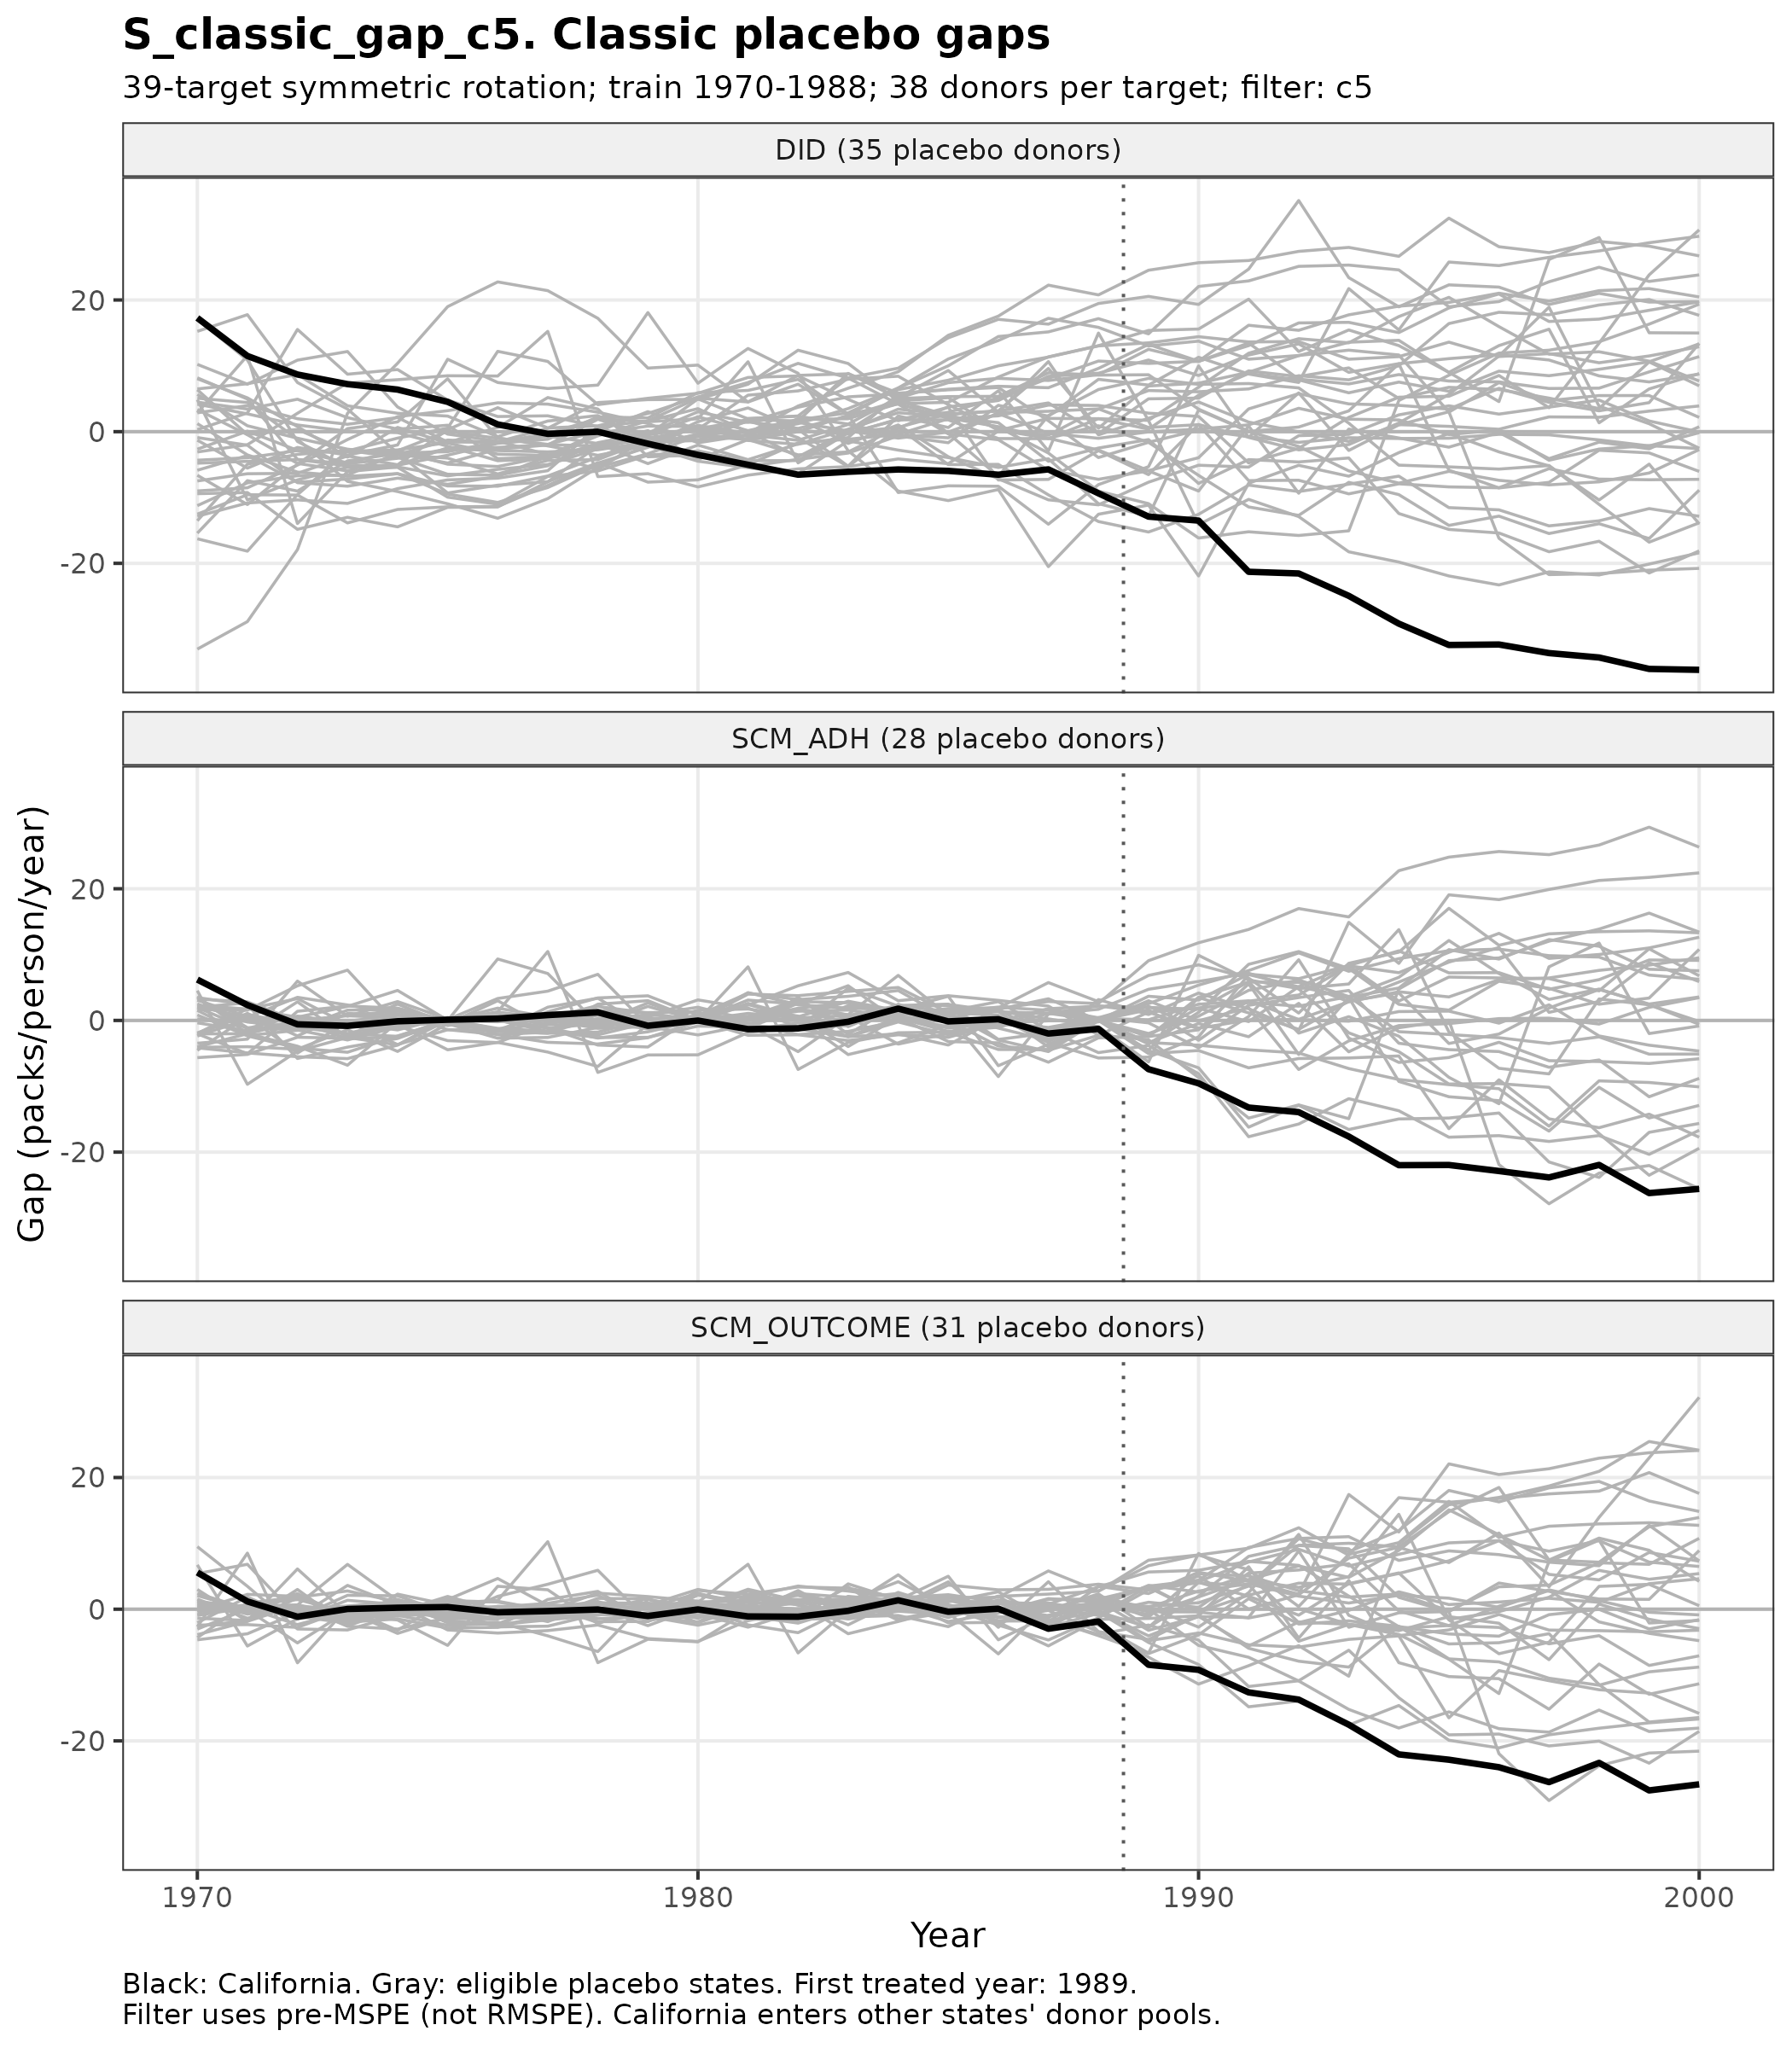 S_classic_gap_c5. Classic placebo gaps
39-target symmetric rotation; train 1970-1988; 38 donors per target; filter: c5
DID (35 placebo donors)
20
0
-20
SCM_ADH (28 placebo donors)
Gap (packs/person/year)
20
0
-20
SCM_OUTCOME (31 placebo donors)
20
0
-20
1970 1980 1990 2000
Year
Black: California. Gray: eligible placebo states. First treated year: 1989.
Filter uses pre-MSPE (not RMSPE). California enters other states' donor pools.